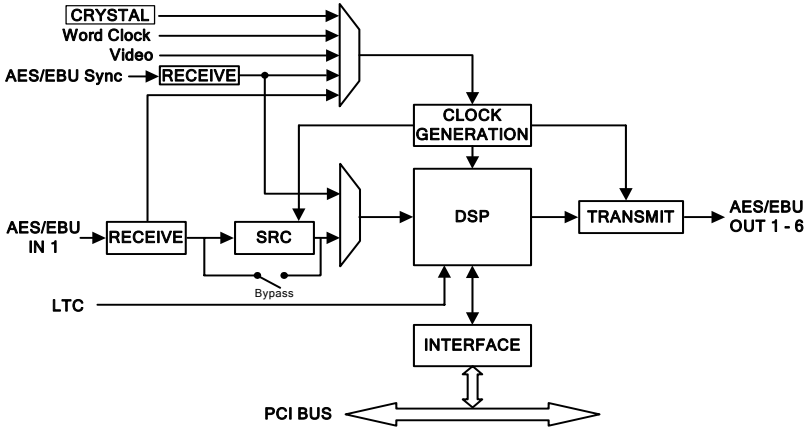 CRYSTAL
Word Clock
Video
AES/EBU Sync
RECEIVE
CLOCK
GENERATION
AES/EBU
IN 1
RECEIVE
SRC
Bypass
DSP
TRANSMIT
AES/EBU
OUT 1 - 6
LTC
INTERFACE
PCI BUS